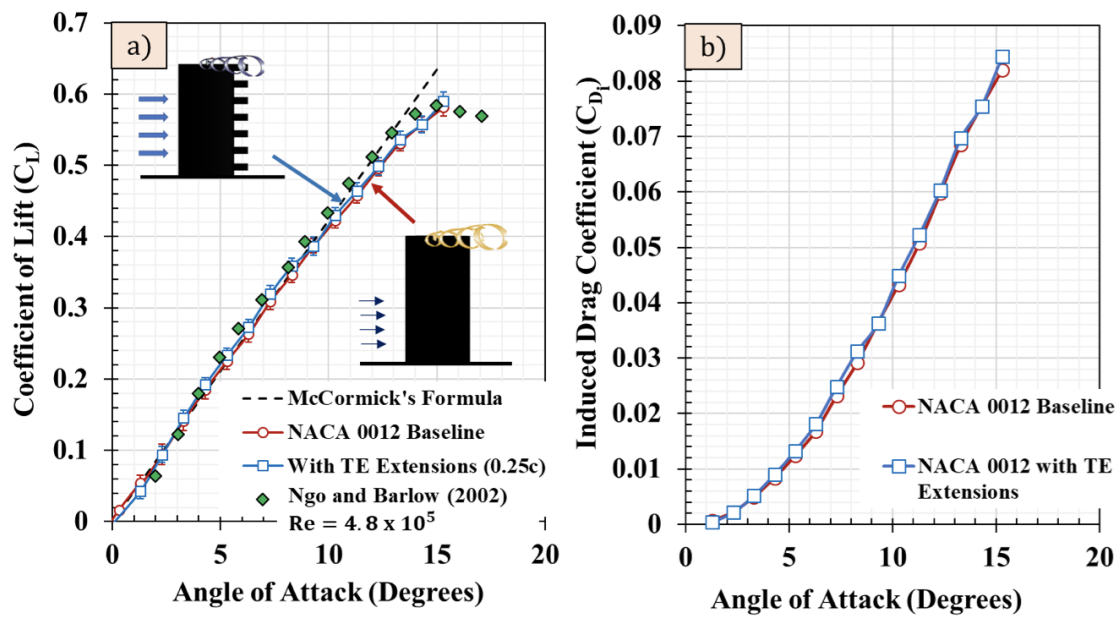 a)
0.7
0.6
0.5
0.4
0.3
0.2
0.1
0
Coefficient of Lift (C_L)
McCormick's Formula
NACA 0012 Baseline
With TE Extensions (0.25c)
Ngo and Barlow (2002)
Re = 4.8 x 10⁵
0 5 10 15 20
Angle of Attack (Degrees)
b)
0.09
0.08
0.07
0.06
0.05
0.04
0.03
0.02
0.01
0
Induced Drag Coefficient (C_{D_i})
NACA 0012 Baseline
NACA 0012 with TE
Extensions
0 5 10 15 20
Angle of Attack (Degrees)